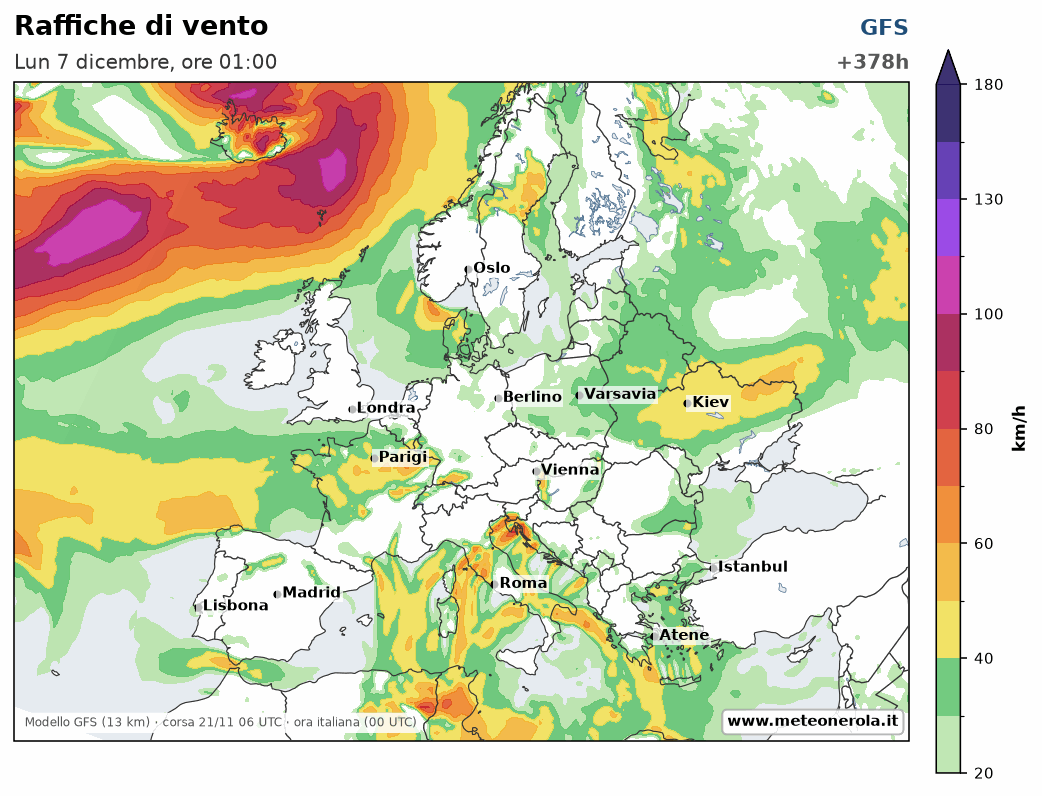 Raffiche di vento
GFS
Lun 7 dicembre, ore 01:00
+378h
180
130
100
80
60
40
20
km/h
Oslo
Londra
Berlino
Varsavia
Kiev
Parigi
Vienna
Istanbul
Roma
Madrid
Lisbona
Atene
Modello GFS (13 km) · corsa 21/11 06 UTC · ora italiana (00 UTC)
www.meteonerola.it